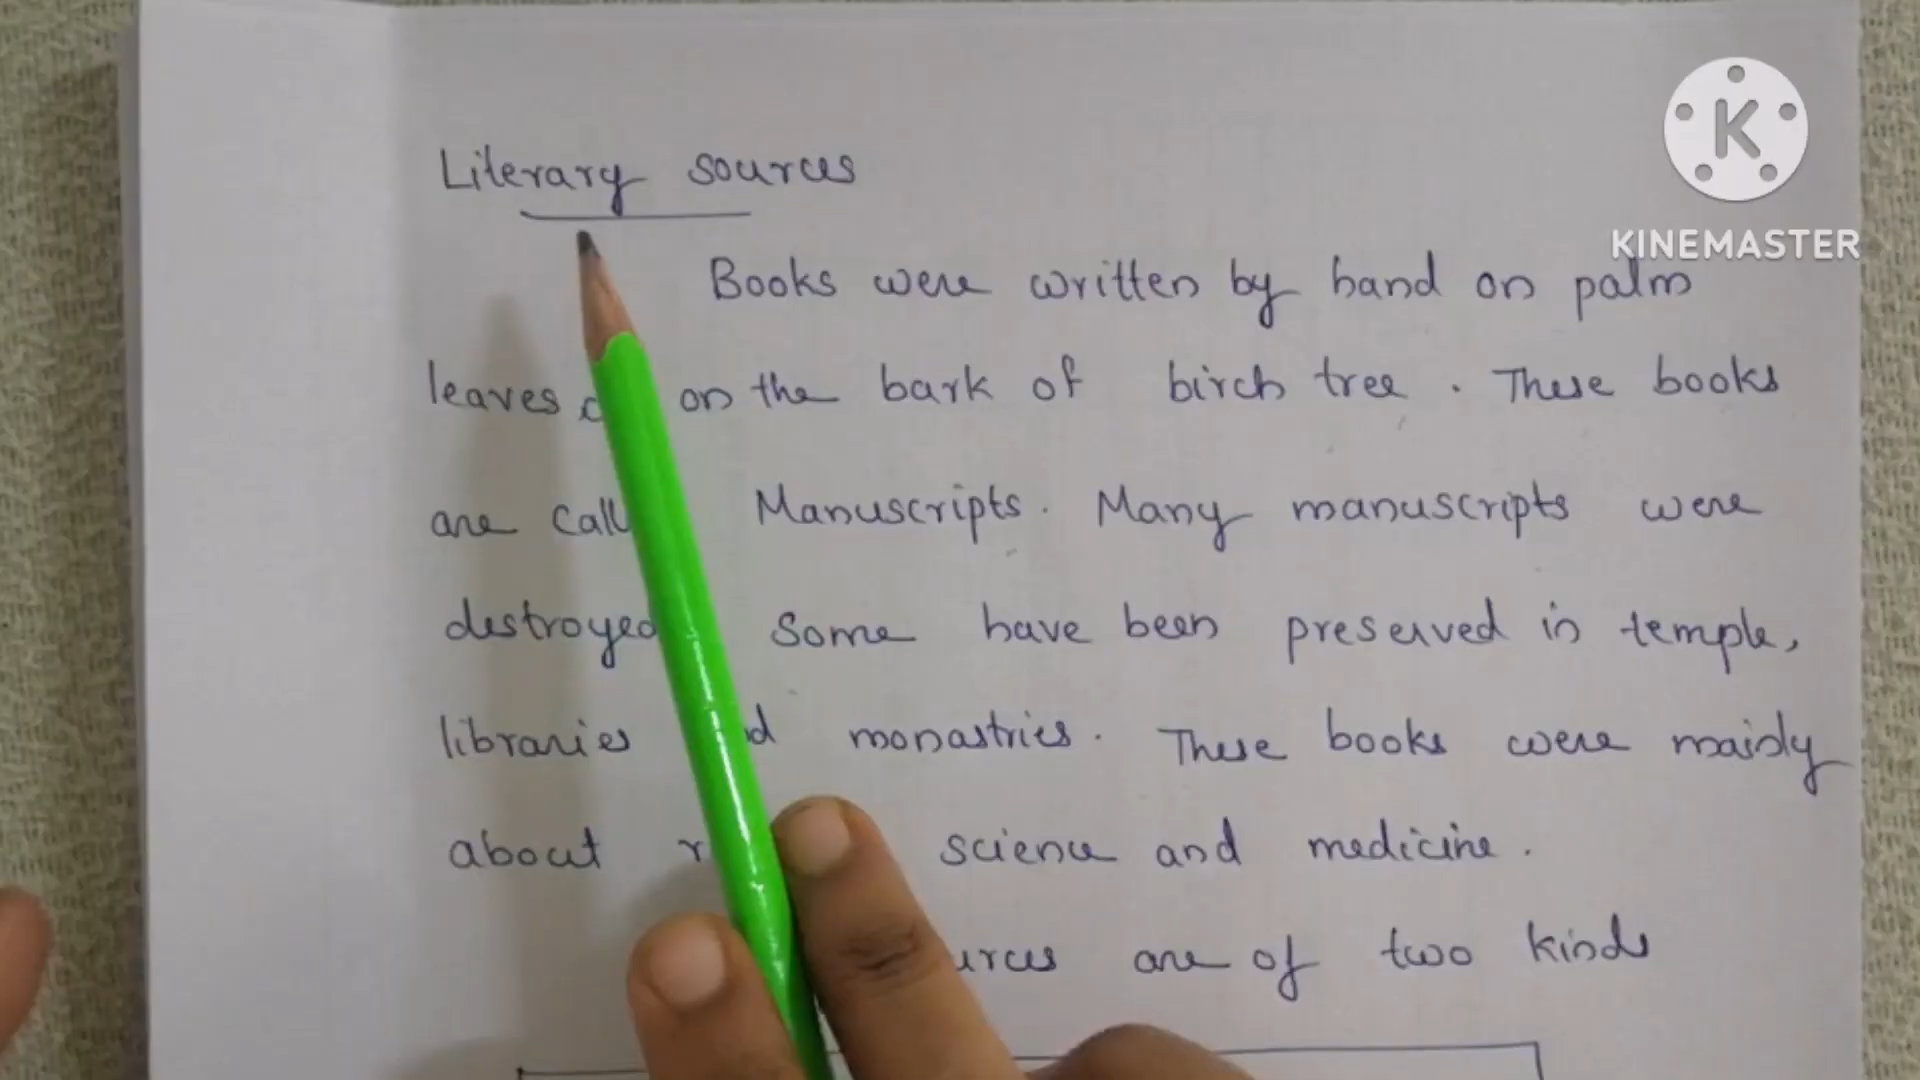 Literary sources
KINEMASTER
Books were written by hand on palm
leaves on the bark of birch tree. These books
are Manuscripts. Many manuscripts were
destroyed some have been preserved in temple,
libraries monastries. These books were mainly
about science and medicine.
are of two kinds